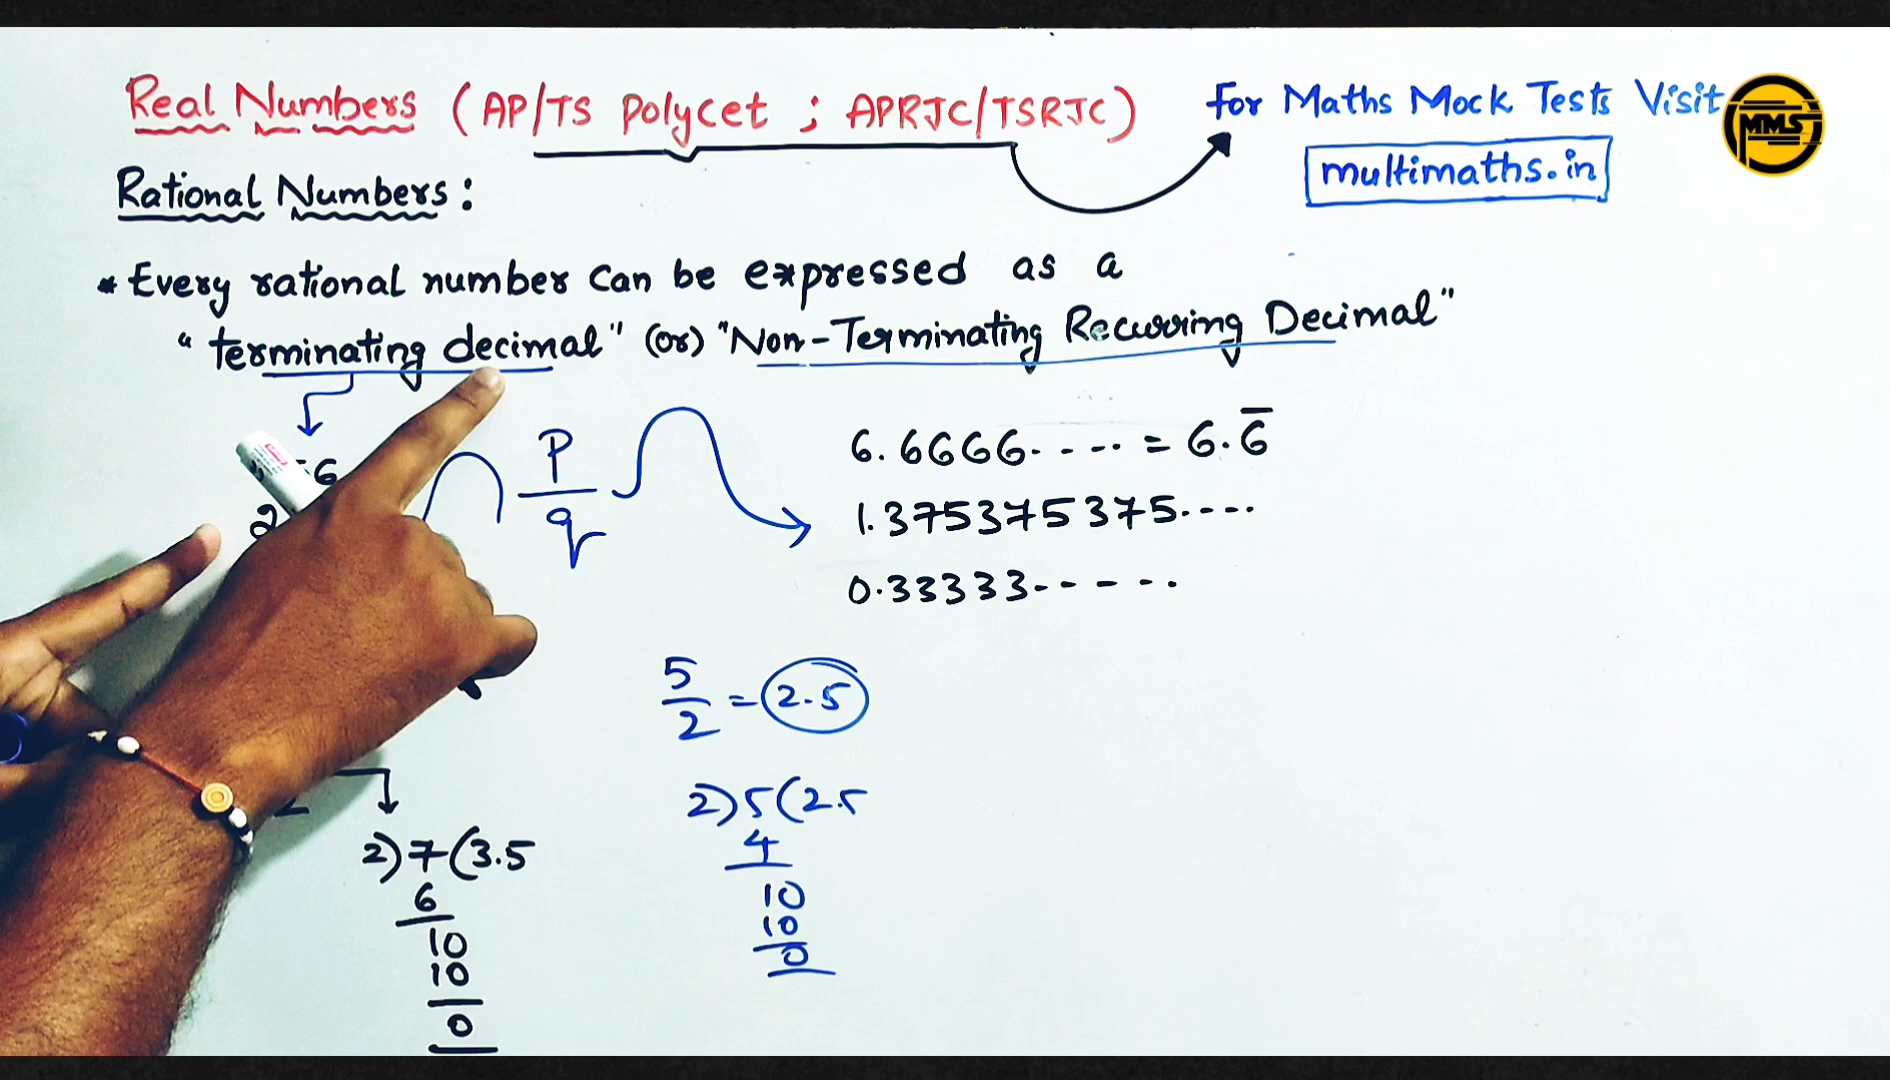 Real Numbers (AP/TS Polycet ; APRJC/TSRJC)
For Maths Mock Tests Visit
MMS
multimaths.in
Rational Numbers :
* Every rational number can be expressed as a
"terminating decimal" (or) "Non-Terminating Recurring Decimal"
6
2
P
q
6.6666.... = 6.6̅
1.375375375....
0.33333-----
5/2 = 2.5
2)5(2.5
4
10
10
0
2)7(3.5
6
10
10
0